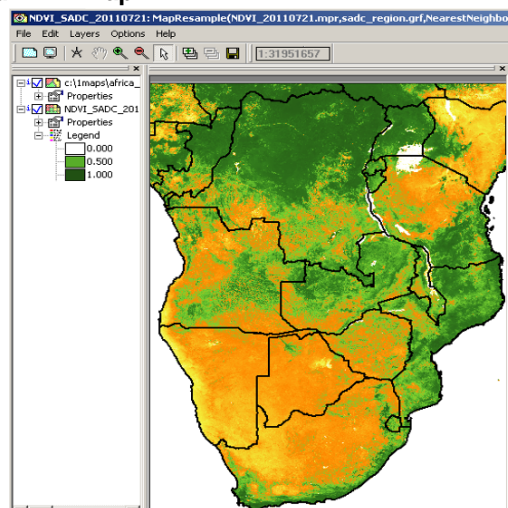 NDVI_SADC_20110721: MapResample(NDVI_20110721.mpr,sadc_region.grf,NearestNeighbo
File Edit Layers Options Help
1:31951657
c:\1maps\africa_
Properties
NDVI_SADC_201
Properties
Legend
0.000
0.500
1.000